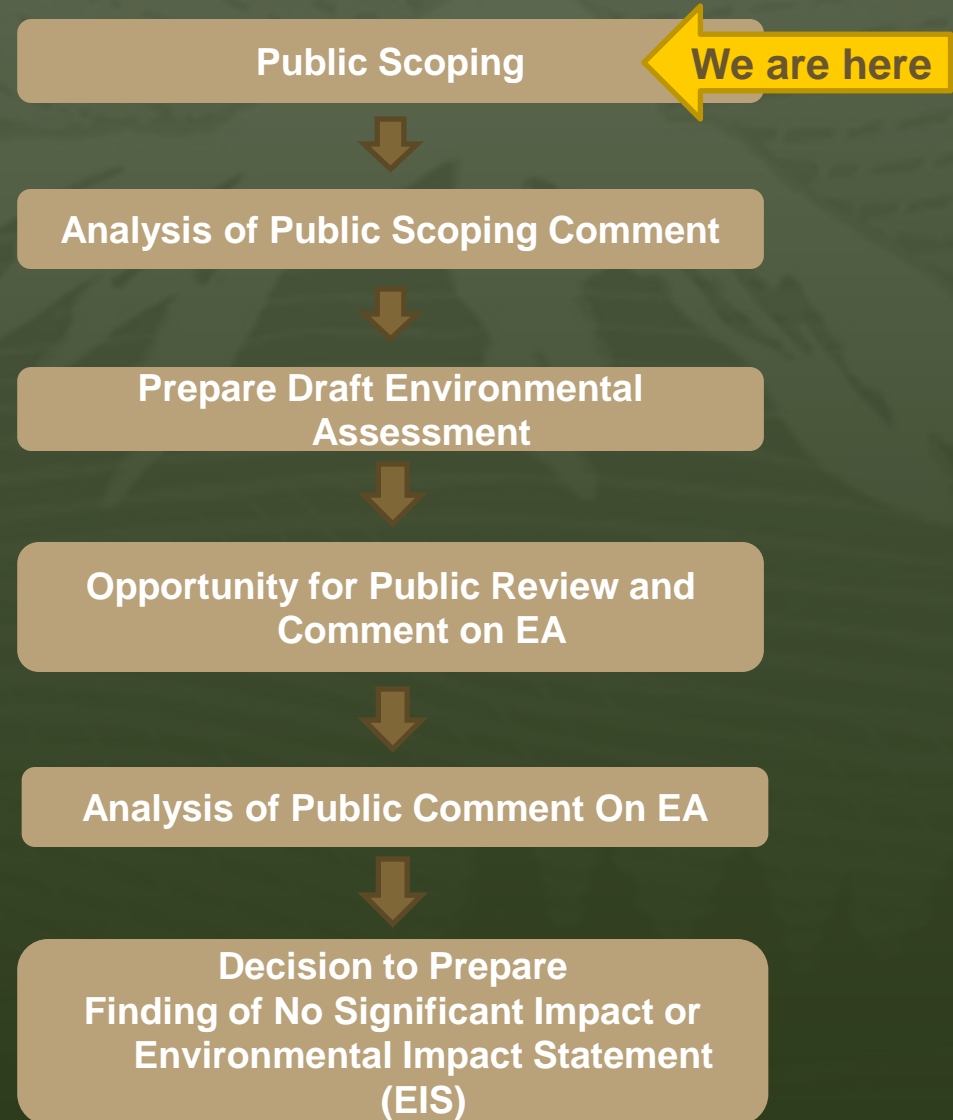 Public Scoping
We are here
Analysis of Public Scoping Comment
Prepare Draft Environmental
Assessment
Opportunity for Public Review and
Comment on EA
Analysis of Public Comment On EA
Decision to Prepare
Finding of No Significant Impact or
Environmental Impact Statement
(EIS)